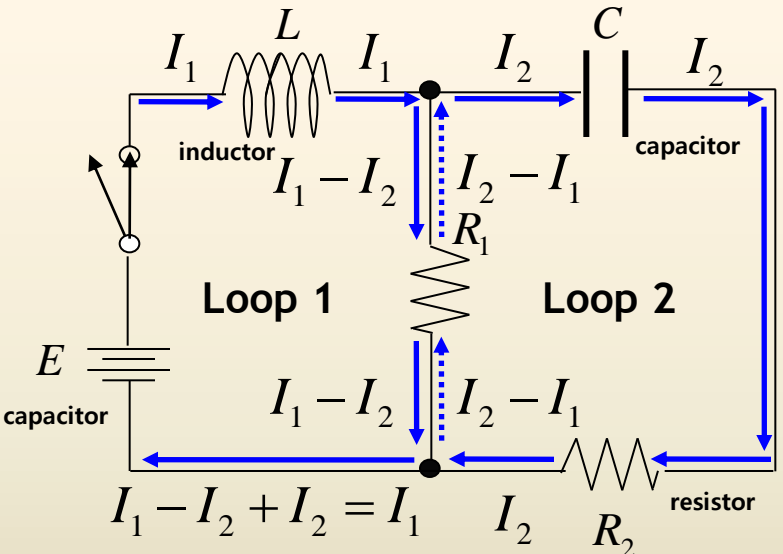 L
C
I₁
I₁
I₂
I₂
inductor
capacitor
I₁ − I₂
I₂ − I₁
R₁
Loop 1
Loop 2
E
capacitor
I₁ − I₂
I₂ − I₁
I₁ − I₂ + I₂ = I₁
I₂
R₂
resistor